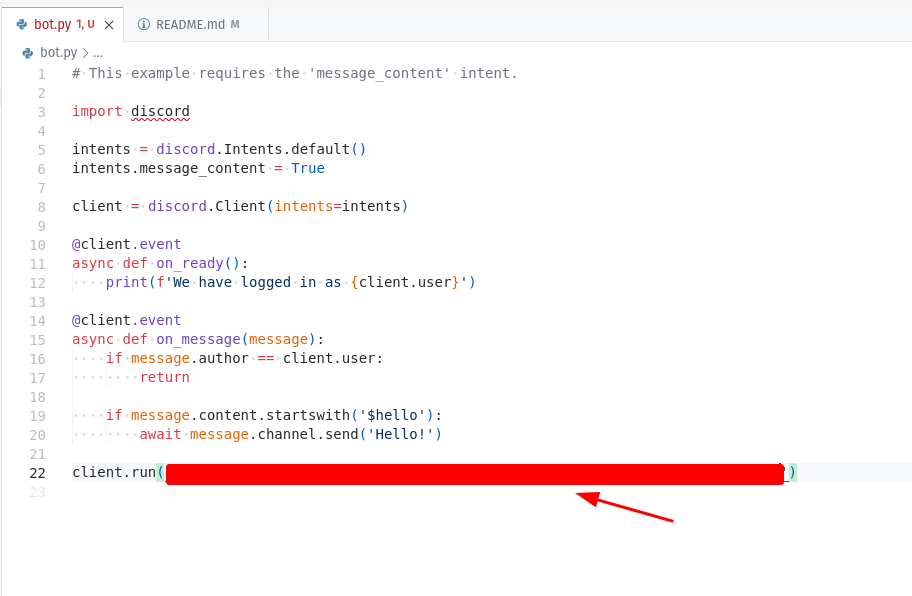 bot.py 1, U README.md M
bot.py > ...
1 # This example requires the 'message_content' intent.
2
3 import discord
4
5 intents = discord.Intents.default()
6 intents.message_content = True
7
8 client = discord.Client(intents=intents)
9
10 @client.event
11 async def on_ready():
12     print(f'We have logged in as {client.user}')
13
14 @client.event
15 async def on_message(message):
16     if message.author == client.user:
17         return
18
19     if message.content.startswith('$hello'):
20         await message.channel.send('Hello!')
21
22 client.run(')
23